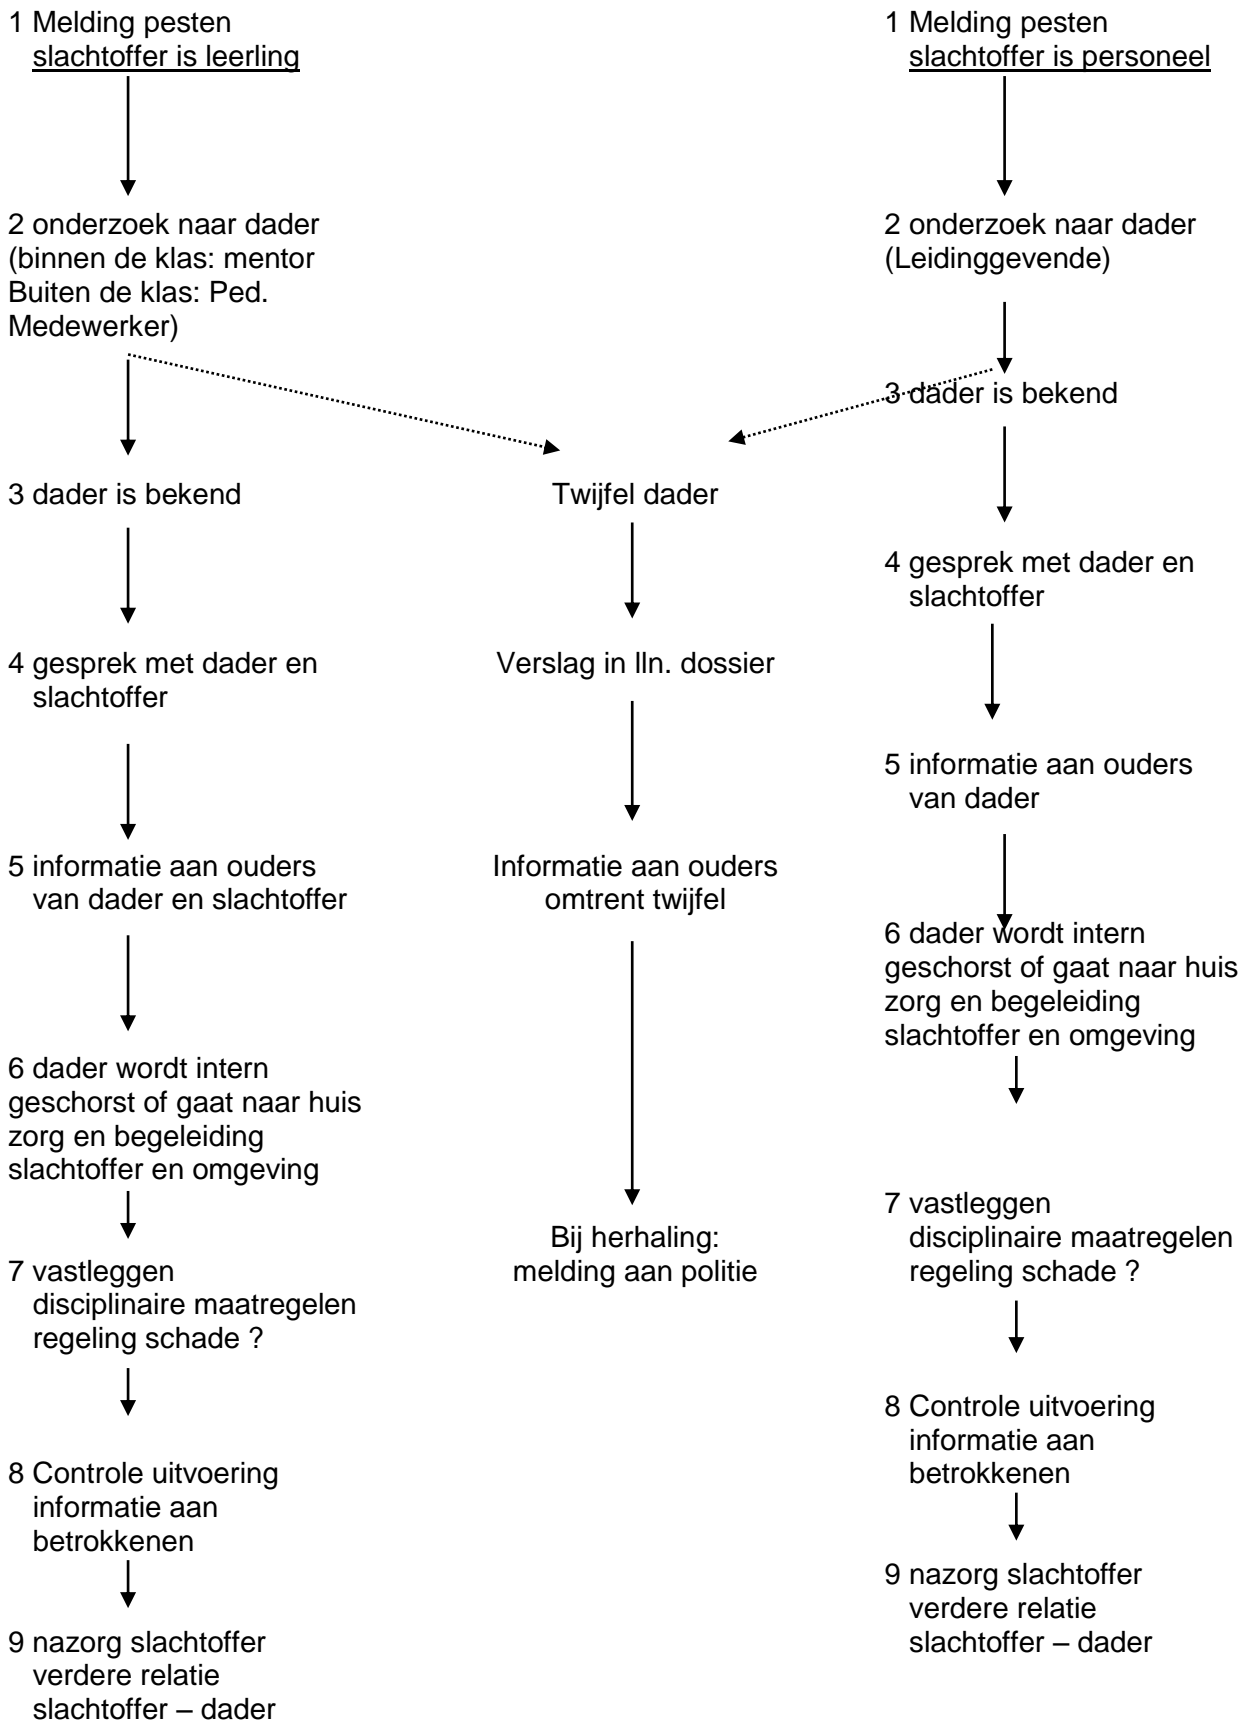 1 Melding pesten
slachtoffer is leerling
2 onderzoek naar dader
(binnen de klas: mentor
Buiten de klas: Ped.
Medewerker)
3 dader is bekend
4 gesprek met dader en
slachtoffer
5 informatie aan ouders
van dader en slachtoffer
6 dader wordt intern
geschorst of gaat naar huis
zorg en begeleiding
slachtoffer en omgeving
7 vastleggen
disciplinaire maatregelen
regeling schade ?
8 Controle uitvoering
informatie aan
betrokkenen
9 nazorg slachtoffer
verdere relatie
slachtoffer – dader
Twijfel dader
Verslag in lln. dossier
Informatie aan ouders
omtrent twijfel
Bij herhaling:
melding aan politie
1 Melding pesten
slachtoffer is personeel
2 onderzoek naar dader
(Leidinggevende)
3 dader is bekend
4 gesprek met dader en
slachtoffer
5 informatie aan ouders
van dader
6 dader wordt intern
geschorst of gaat naar huis
zorg en begeleiding
slachtoffer en omgeving
7 vastleggen
disciplinaire maatregelen
regeling schade ?
8 Controle uitvoering
informatie aan
betrokkenen
9 nazorg slachtoffer
verdere relatie
slachtoffer – dader